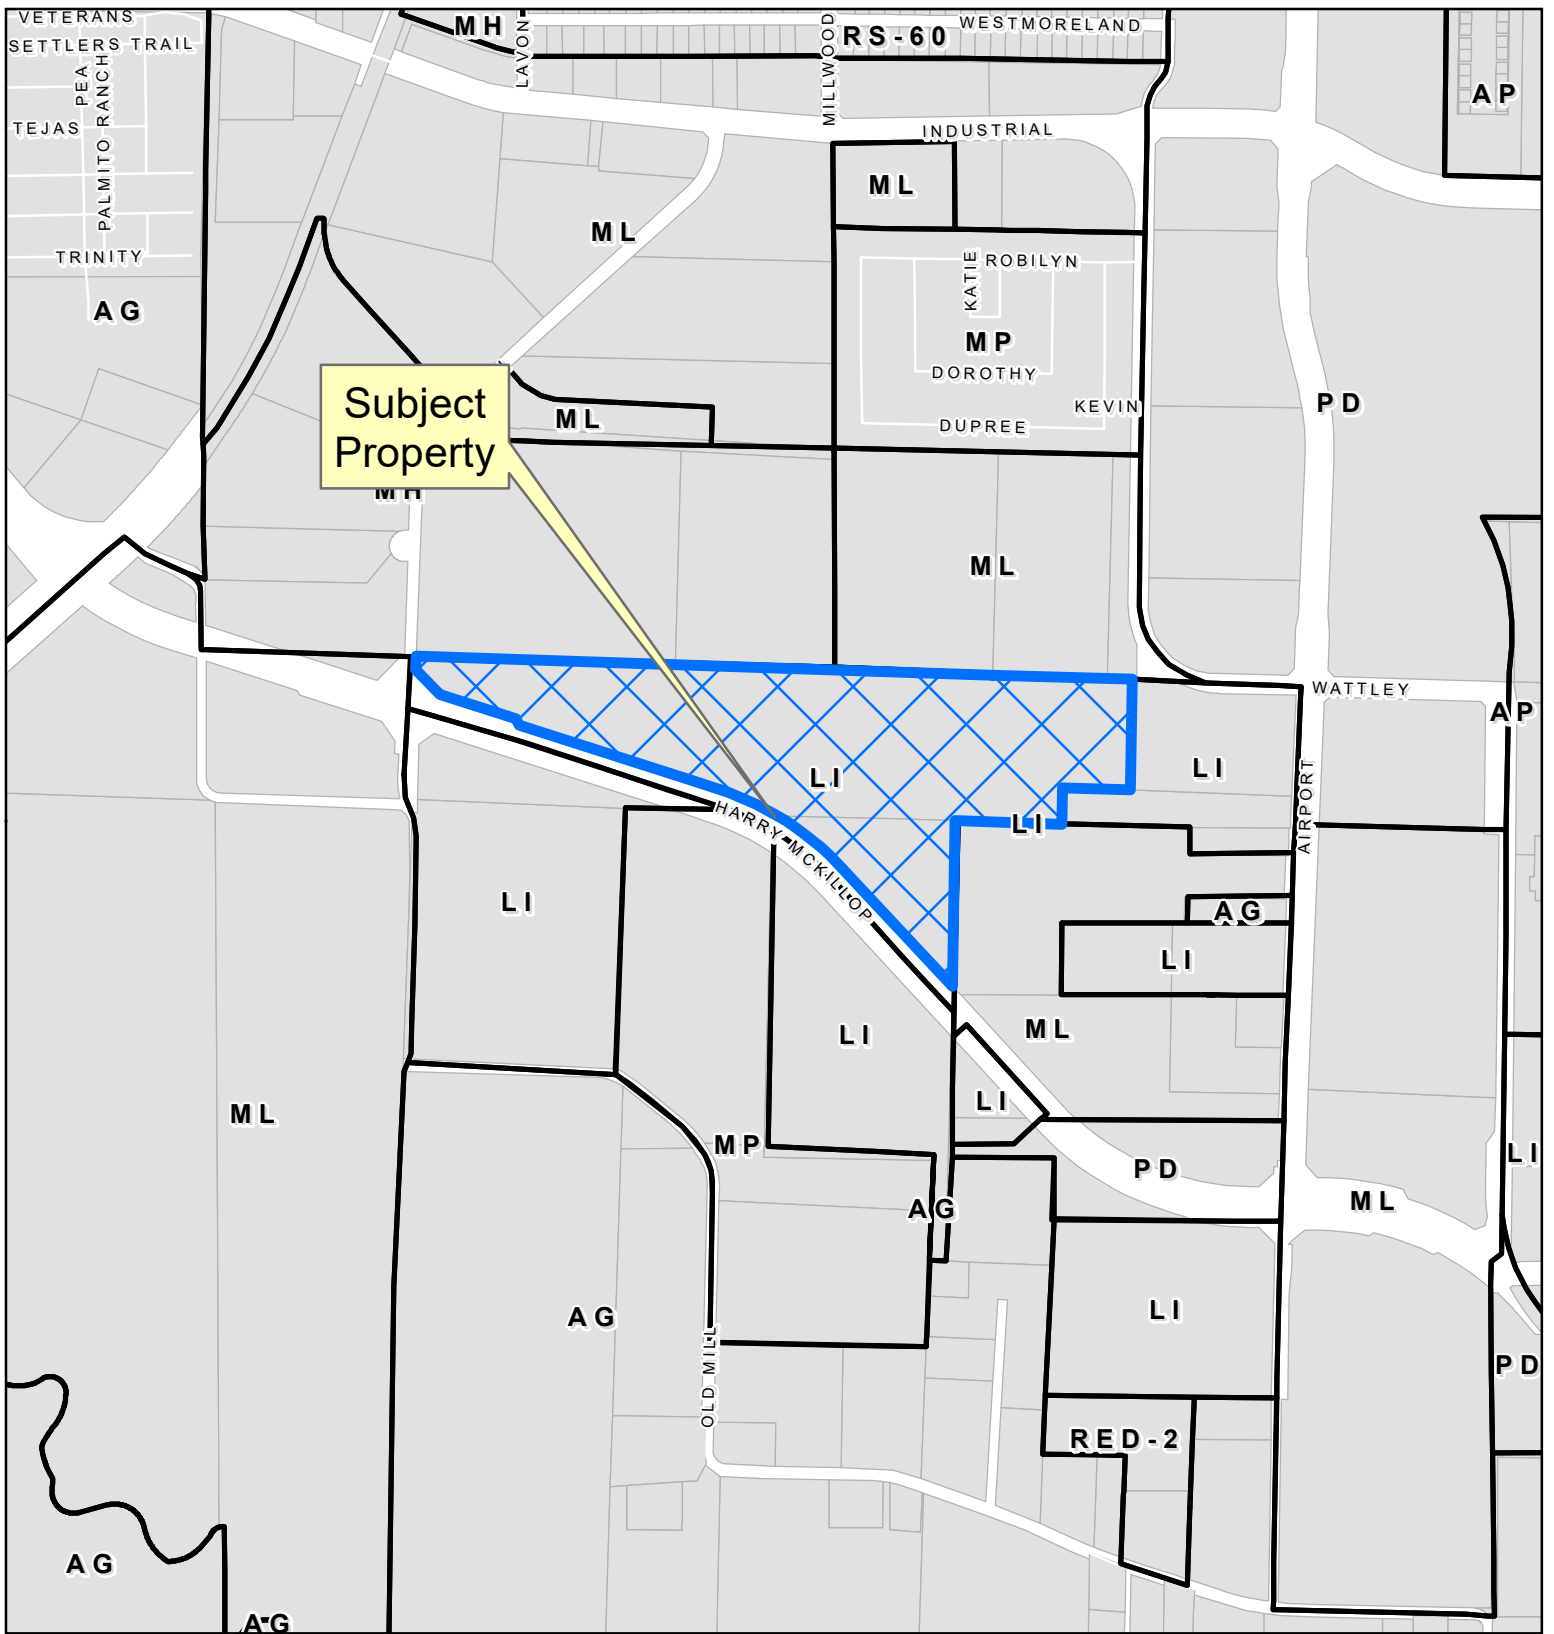 VETERANS
SETTLERS TRAIL
PEA
PALMITO RANCH
TEJAS
TRINITY
AG
MH
LAVON
MILLWOOD
RS-60
WESTMORELAND
AP
INDUSTRIAL
ML
ML
KATIE
ROBILYN
MP
DOROTHY
KEVIN
DUPREE
PD
Subject
Property
ML
MH
ML
WATTLEY
AP
LI
LI
LI
AIRPORT
HARRY MCKILLOP
LI
AG
LI
LI
ML
LI
ML
MP
PD
LI
AG
ML
AG
LI
OLD MILL
PD
RED-2
AG
AG